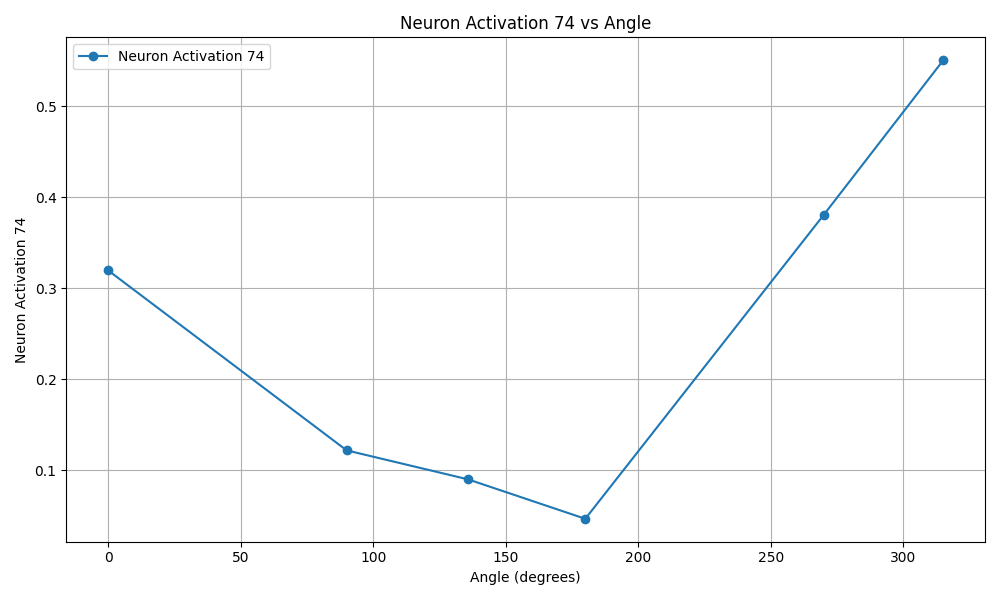 Neuron Activation 74 vs Angle
Neuron Activation 74
Neuron Activation 74
0.5
0.4
0.3
0.2
0.1
0 50 100 150 200 250 300
Angle (degrees)